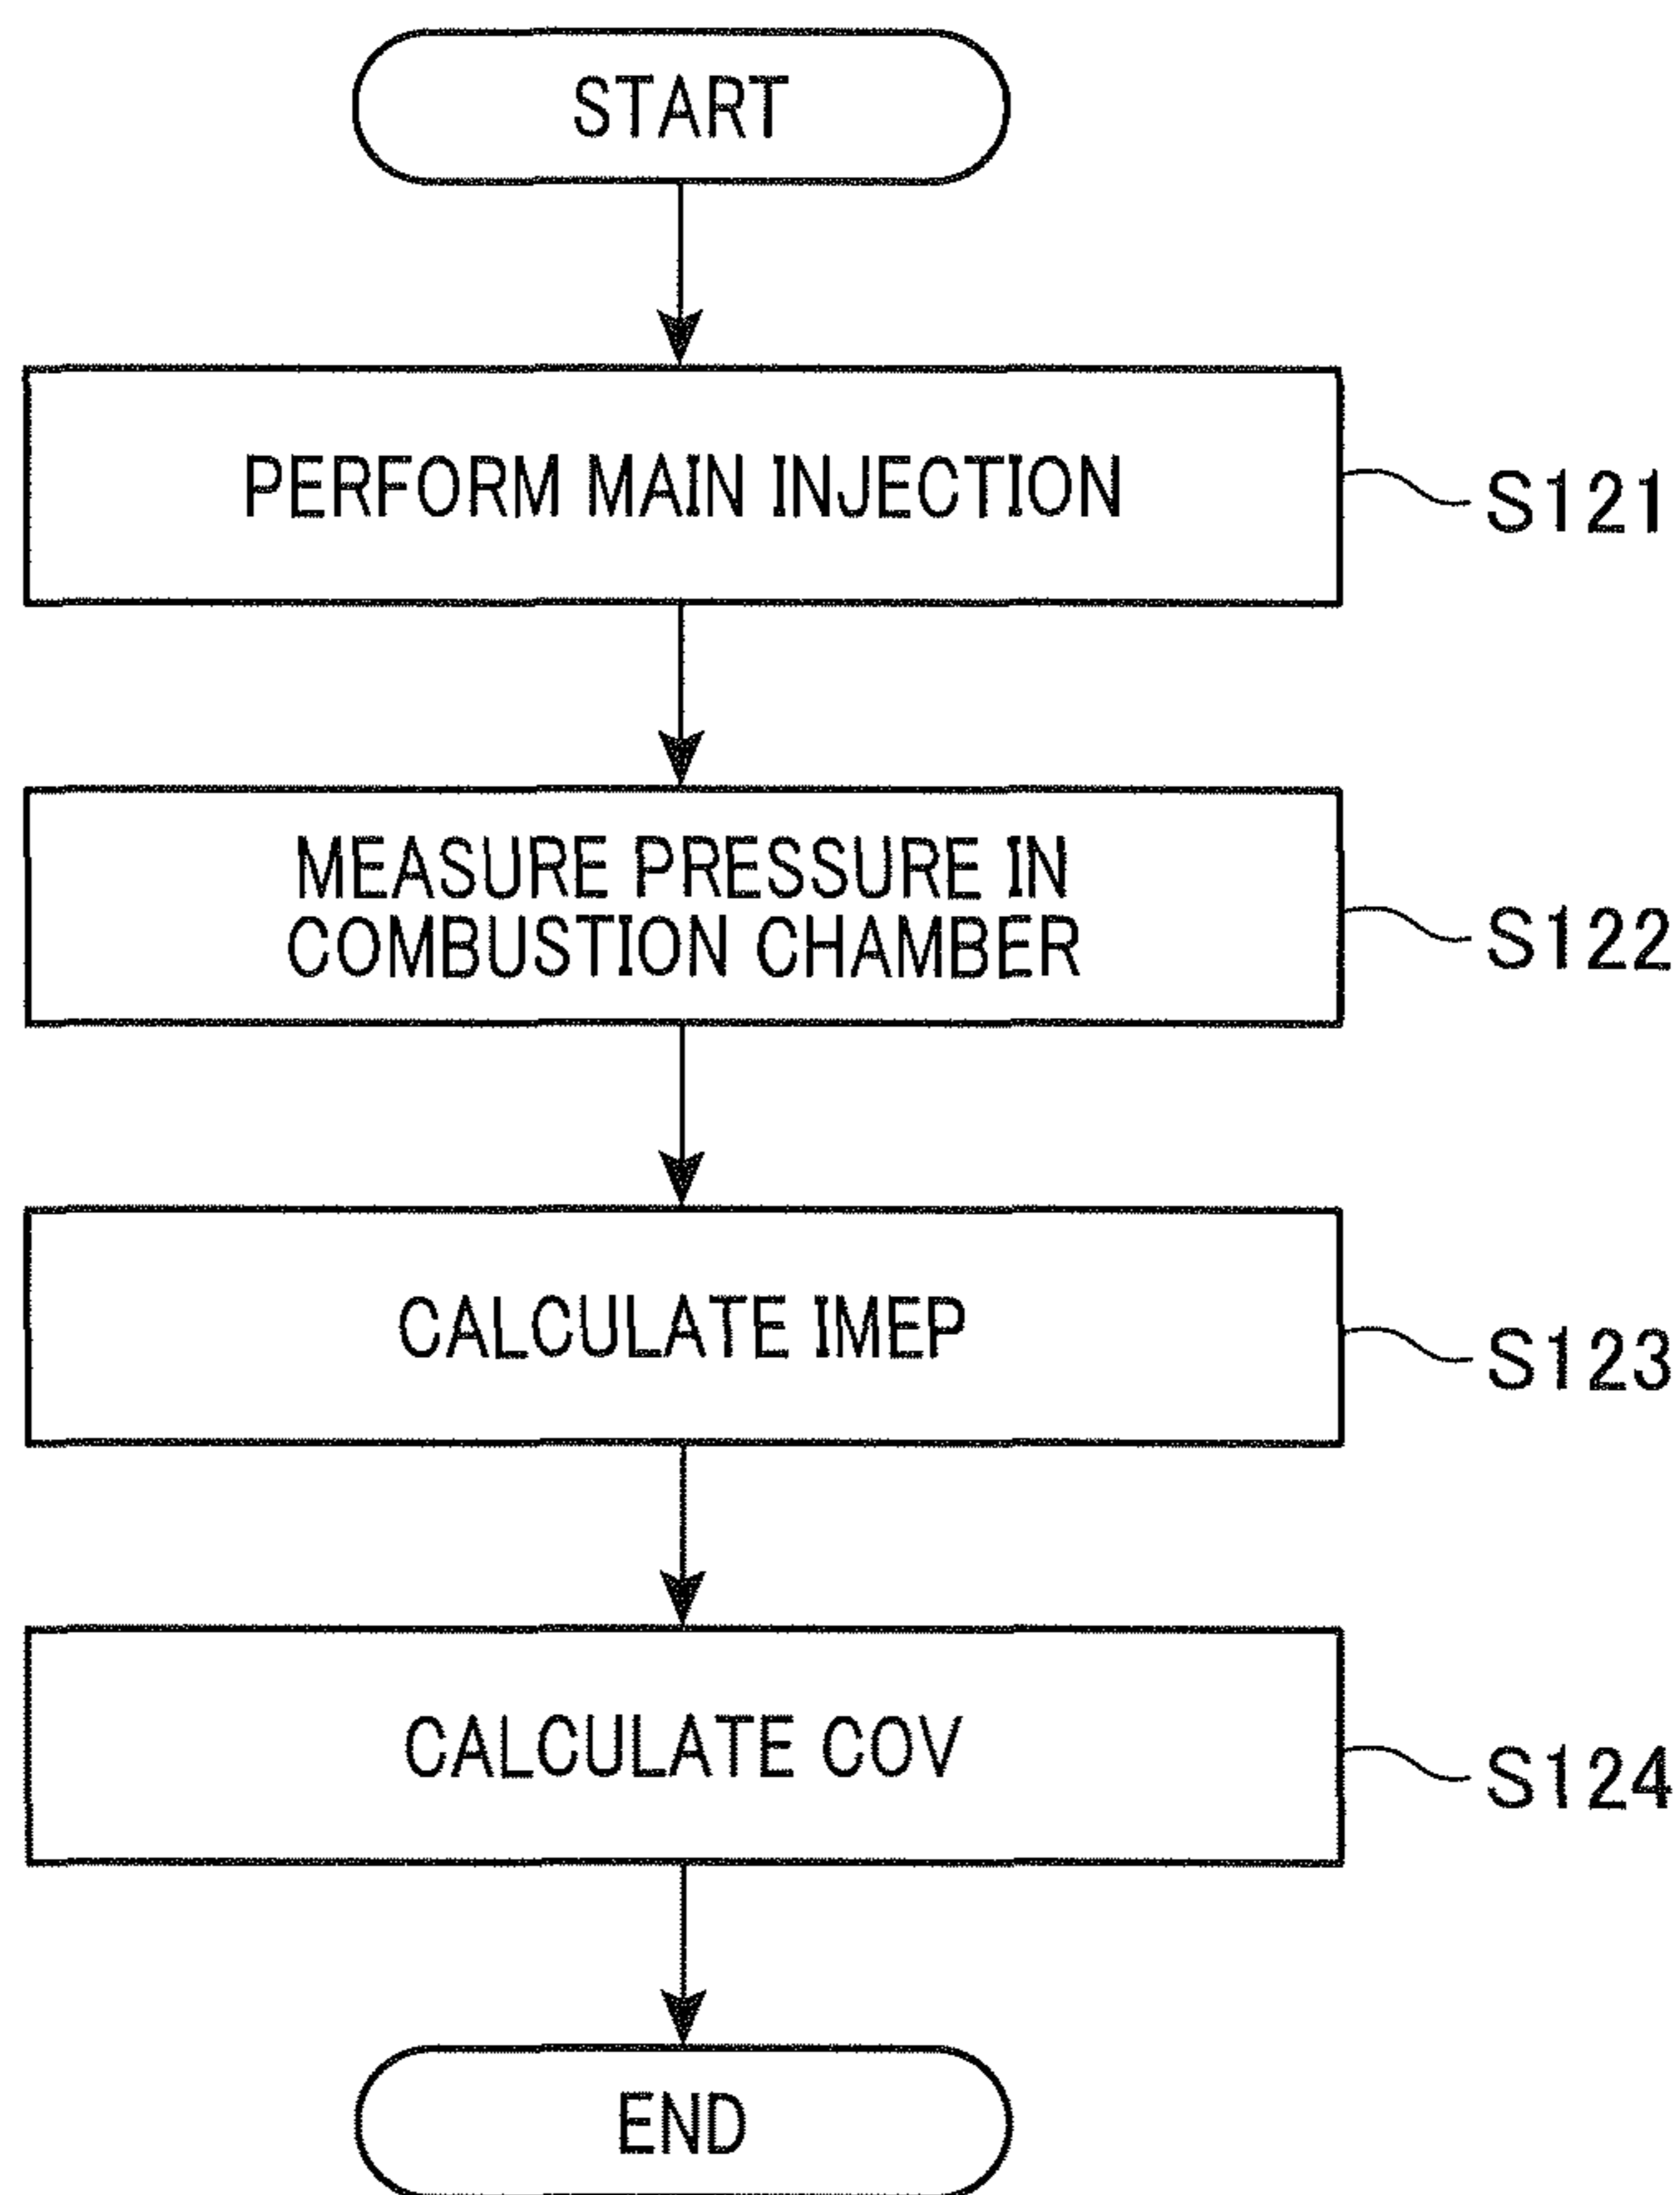 START
PERFORM MAIN INJECTION
S121
MEASURE PRESSURE IN
COMBUSTION CHAMBER
S122
CALCULATE IMEP
S123
CALCULATE COV
S124
END